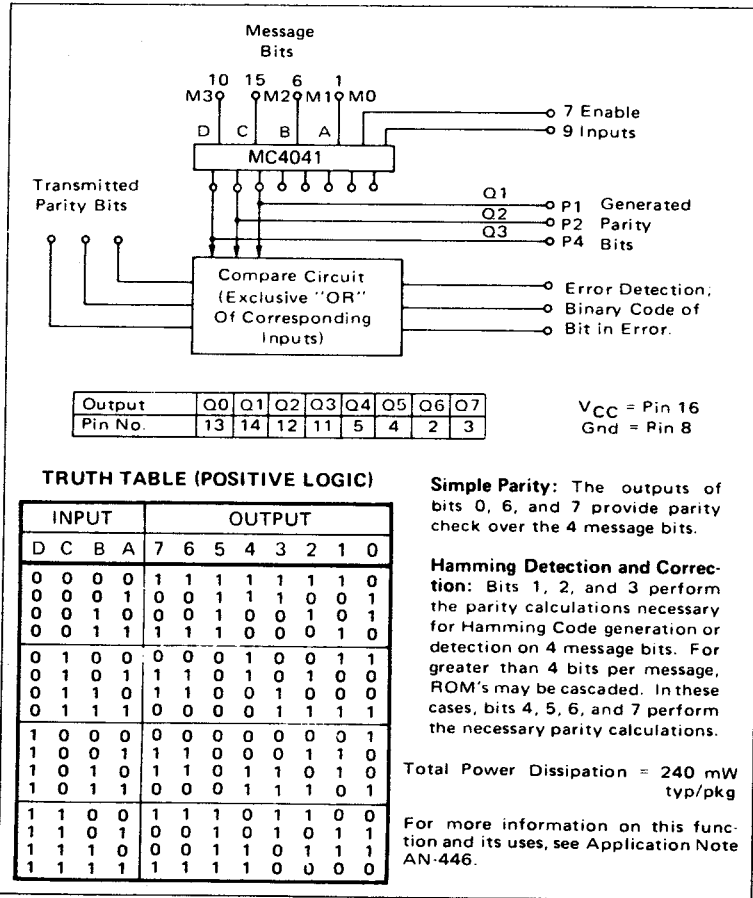 Message
Bits
10 15 6 1
M3 M2 M1 M0
7 Enable
9 Inputs
D C B A
MC4041
Transmitted
Parity Bits
Q1
P1 Generated
Q2
P2 Parity
Q3
P4 Bits
Compare Circuit
(Exclusive "OR"
Of Corresponding
Inputs)
Error Detection;
Binary Code of
Bit in Error.
Output Q0 Q1 Q2 Q3 Q4 Q5 Q6 Q7
Pin No. 13 14 12 11 5 4 2 3
VCC = Pin 16
Gnd = Pin 8
TRUTH TABLE (POSITIVE LOGIC)
INPUT OUTPUT
D C B A 7 6 5 4 3 2 1 0
0 0 0 0 1 1 1 1 1 1 1 0
0 0 0 1 0 0 1 1 1 0 0 1
0 0 1 0 0 0 1 0 0 1 0 1
0 0 1 1 1 1 1 0 0 0 1 0
0 1 0 0 0 0 0 1 0 0 1 1
0 1 0 1 1 1 0 1 0 1 0 0
0 1 1 0 1 1 0 0 1 0 0 0
0 1 1 1 0 0 0 0 1 1 1 1
1 0 0 0 0 0 0 0 0 0 0 1
1 0 0 1 1 1 0 0 0 1 1 0
1 0 1 0 1 1 0 1 1 0 1 0
1 0 1 1 0 0 0 1 1 1 0 1
1 1 0 0 1 1 1 0 1 1 0 0
1 1 0 1 0 0 1 0 1 0 1 1
1 1 1 0 0 0 1 1 0 1 1 1
1 1 1 1 1 1 1 1 0 0 0 0
Simple Parity: The outputs of
bits 0, 6, and 7 provide parity
check over the 4 message bits.
Hamming Detection and Correc-
tion: Bits 1, 2, and 3 perform
the parity calculations necessary
for Hamming Code generation or
detection on 4 message bits. For
greater than 4 bits per message,
ROM's may be cascaded. In these
cases, bits 4, 5, 6, and 7 perform
the necessary parity calculations.
Total Power Dissipation = 240 mW
typ/pkg
For more information on this func-
tion and its uses, see Application Note
AN-446.